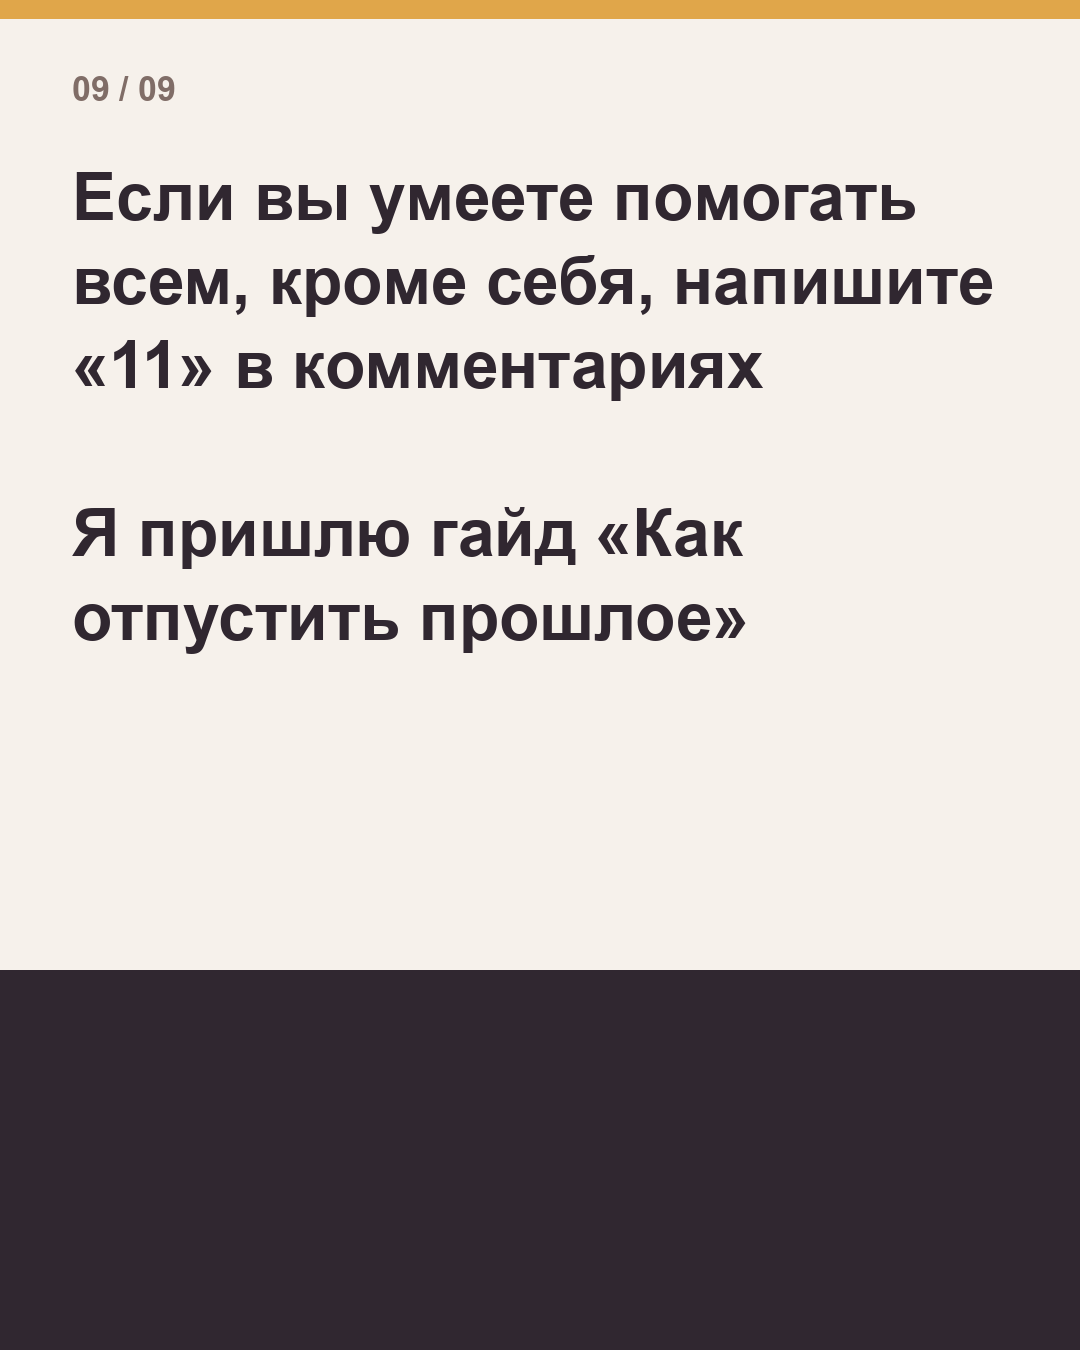 09 / 09
Если вы умеете помогать
всем, кроме себя, напишите
«11» в комментариях
Я пришлю гайд «Как
отпустить прошлое»